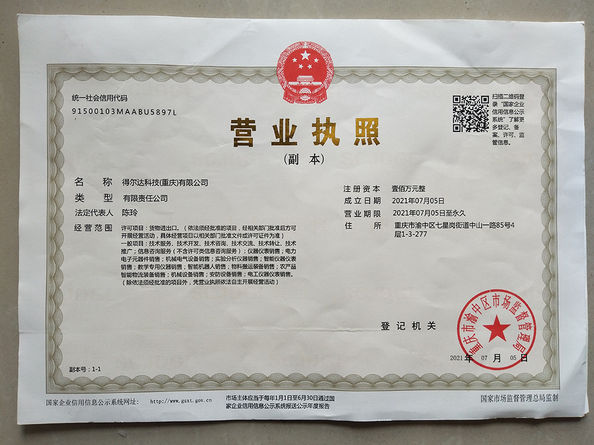 统一社会信用代码
91500103MAABU5897L
扫描二维码登
录“国家企业
信用信息公示
系统”了解更
多登记、备
案、许可、监
管信息。
营业执照
(副 本)
名 称 得尔达科技(重庆)有限公司
类 型 有限责任公司
法定代表人 陈玲
经营范围 许可项目：货物进出口。（依法须经批准的项目，经相关部门批准后方可
开展经营活动，具体经营项目以相关部门批准文件或许可证件为准）
一般项目：技术服务、技术开发、技术咨询、技术交流、技术转让、技术
推广；信息咨询服务（不含许可类信息咨询服务）；仪器仪表销售；电力
电子元器件销售；机械电气设备销售；实验分析仪器销售；智能仪器仪表
销售；教学专用仪器销售；智能机器人销售；物料搬运装备销售；农产品
智能物流装备销售；机械设备销售；安防设备销售；电工仪器仪表销售。
（除依法须经批准的项目外，凭营业执照依法自主开展经营活动）
注册资本 壹佰万元整
成立日期 2021年07月05日
营业期限 2021年07月05日至永久
住 所 重庆市渝中区七星岗街道中山一路85号4
层1-3-277
登记机关
重庆市渝中区市场监督管理局
2021年 07 月 05 日
副本号：1-1
国家企业信用信息公示系统网址： http://www.gsxt.gov.cn
市场主体应当于每年1月1日至6月30日通过国
家企业信用信息公示系统报送公示年度报告
国家市场监督管理总局监制